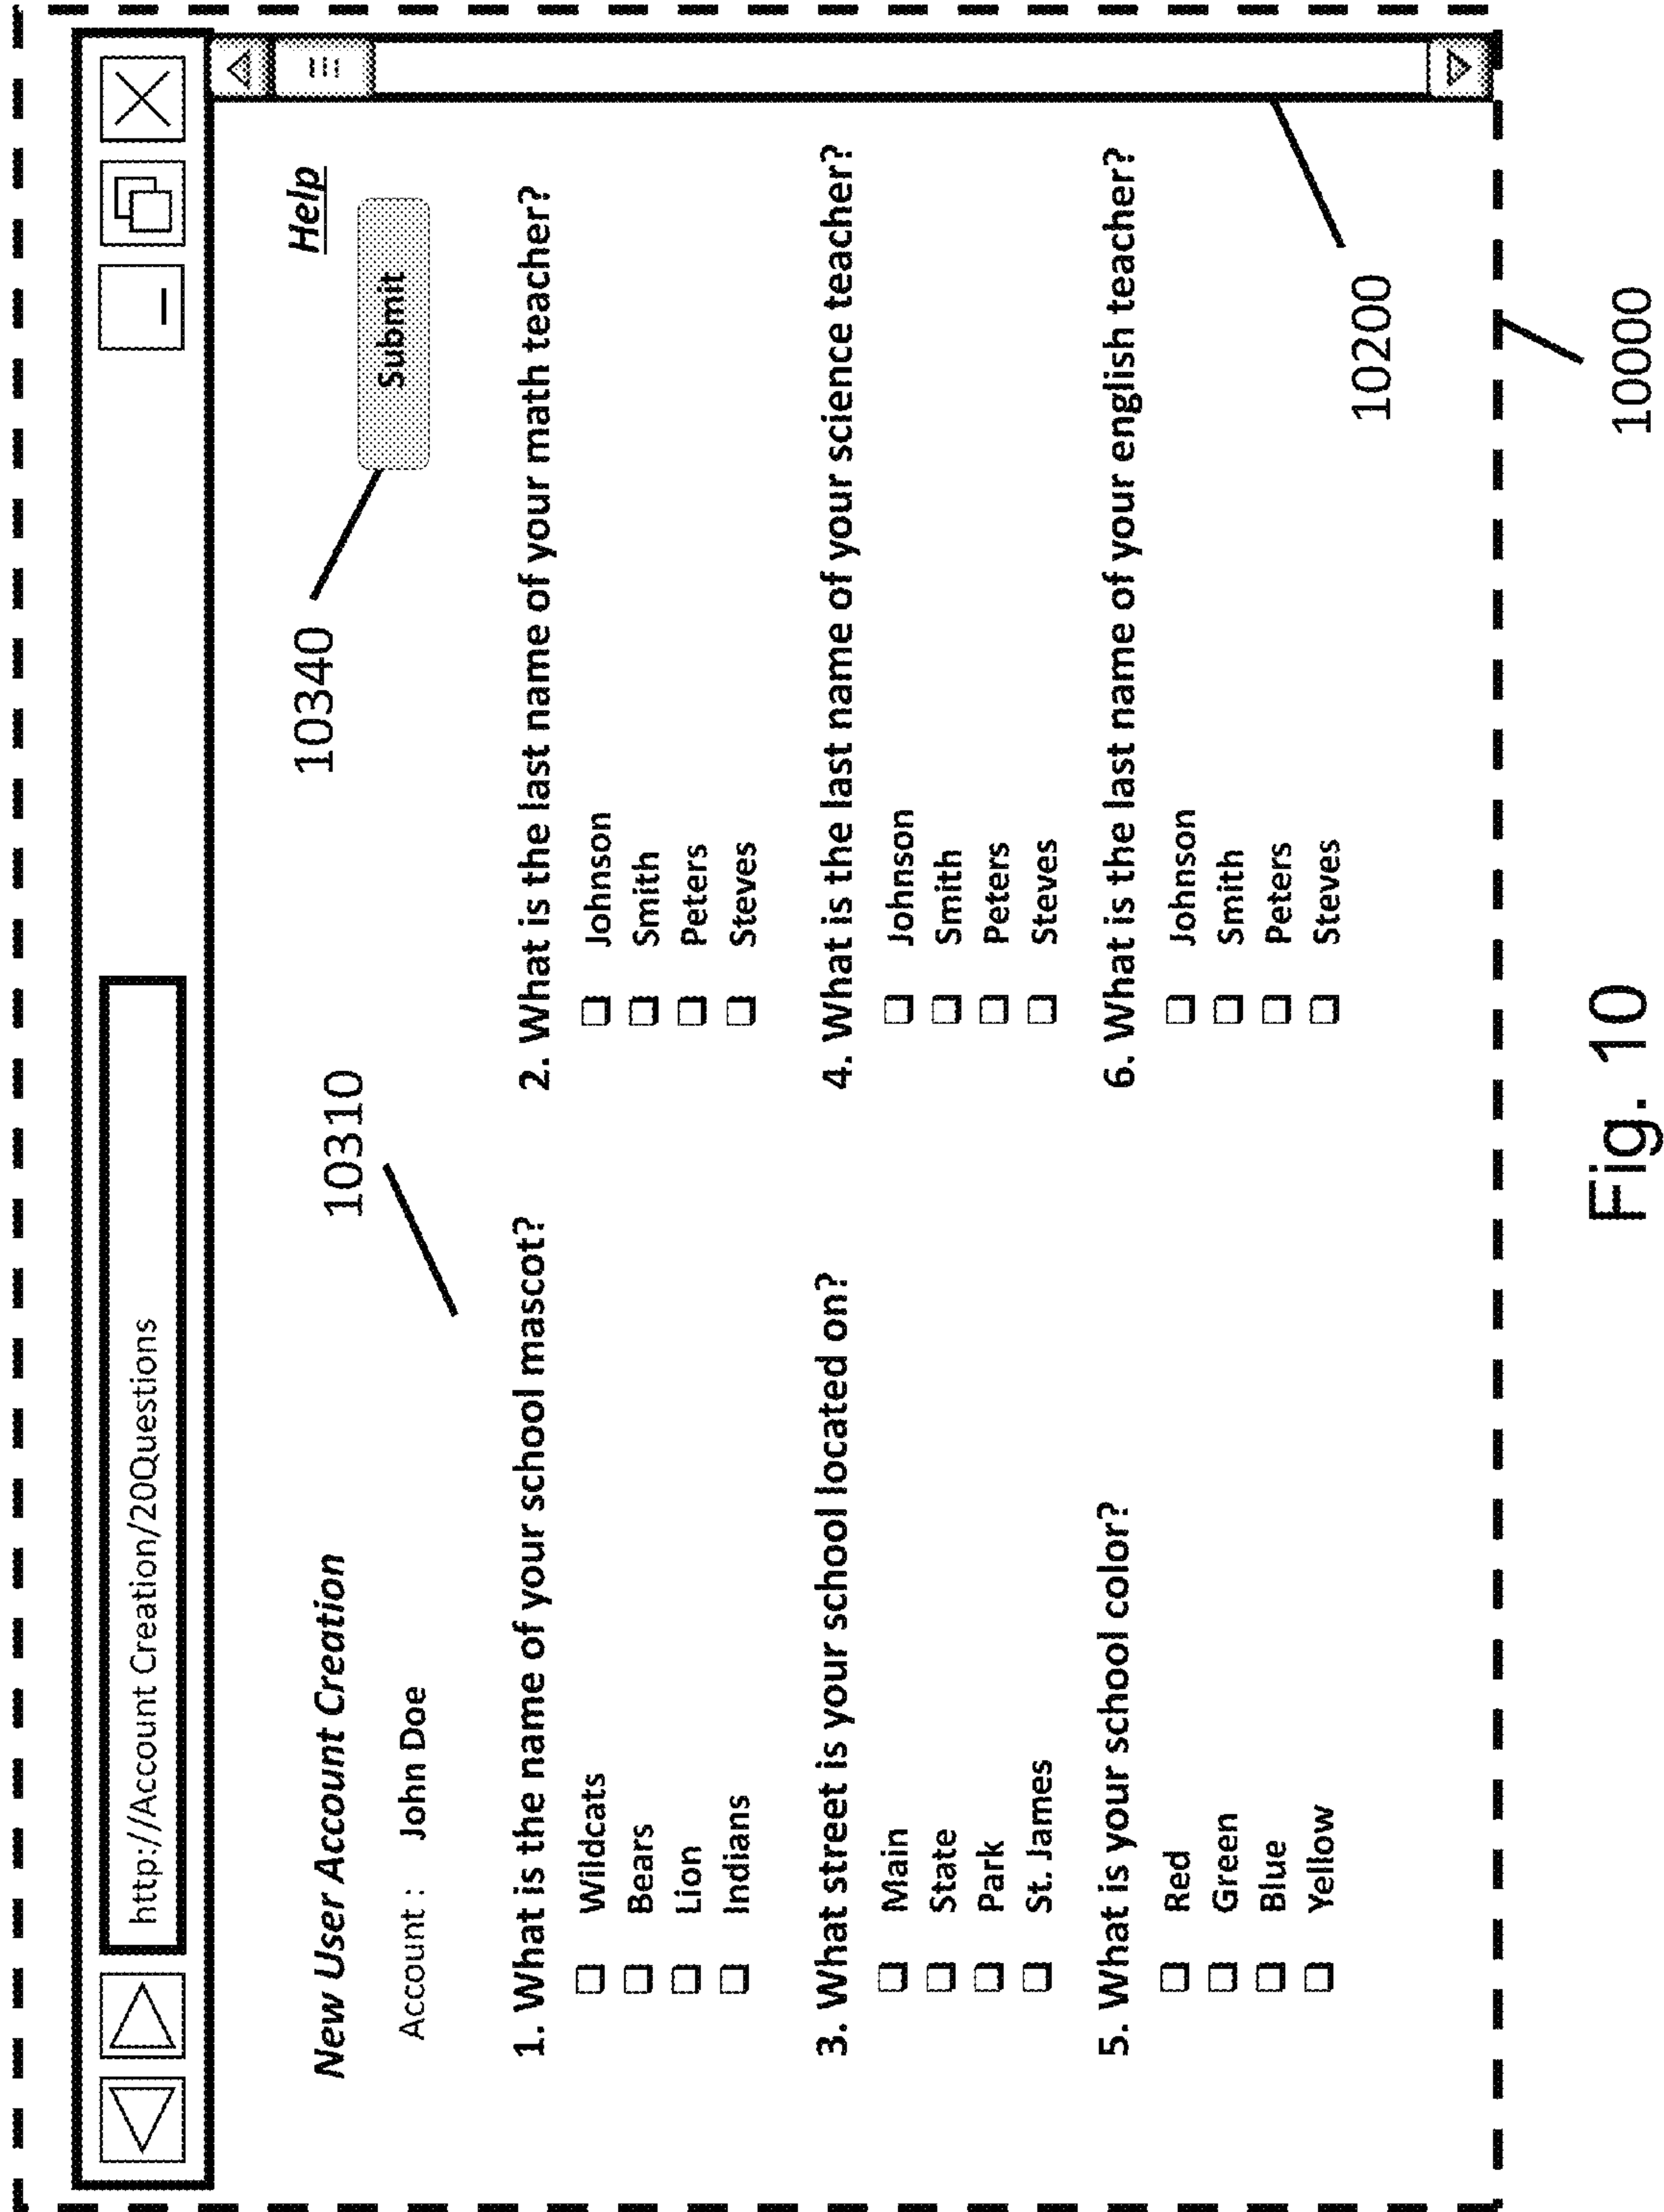 http://Account Creation/20Questions
New User Account Creation
Help
10340
10310
Account : John Doe
Submit
1. What is the name of your school mascot?
Wildcats
Bears
Lion
Indians
2. What is the last name of your math teacher?
Johnson
Smith
Peters
Steves
3. What street is your school located on?
Main
State
Park
St. James
4. What is the last name of your science teacher?
Johnson
Smith
Peters
Steves
5. What is your school color?
Red
Green
Blue
Yellow
6. What is the last name of your english teacher?
Johnson
Smith
Peters
Steves
10200
10000
Fig. 10